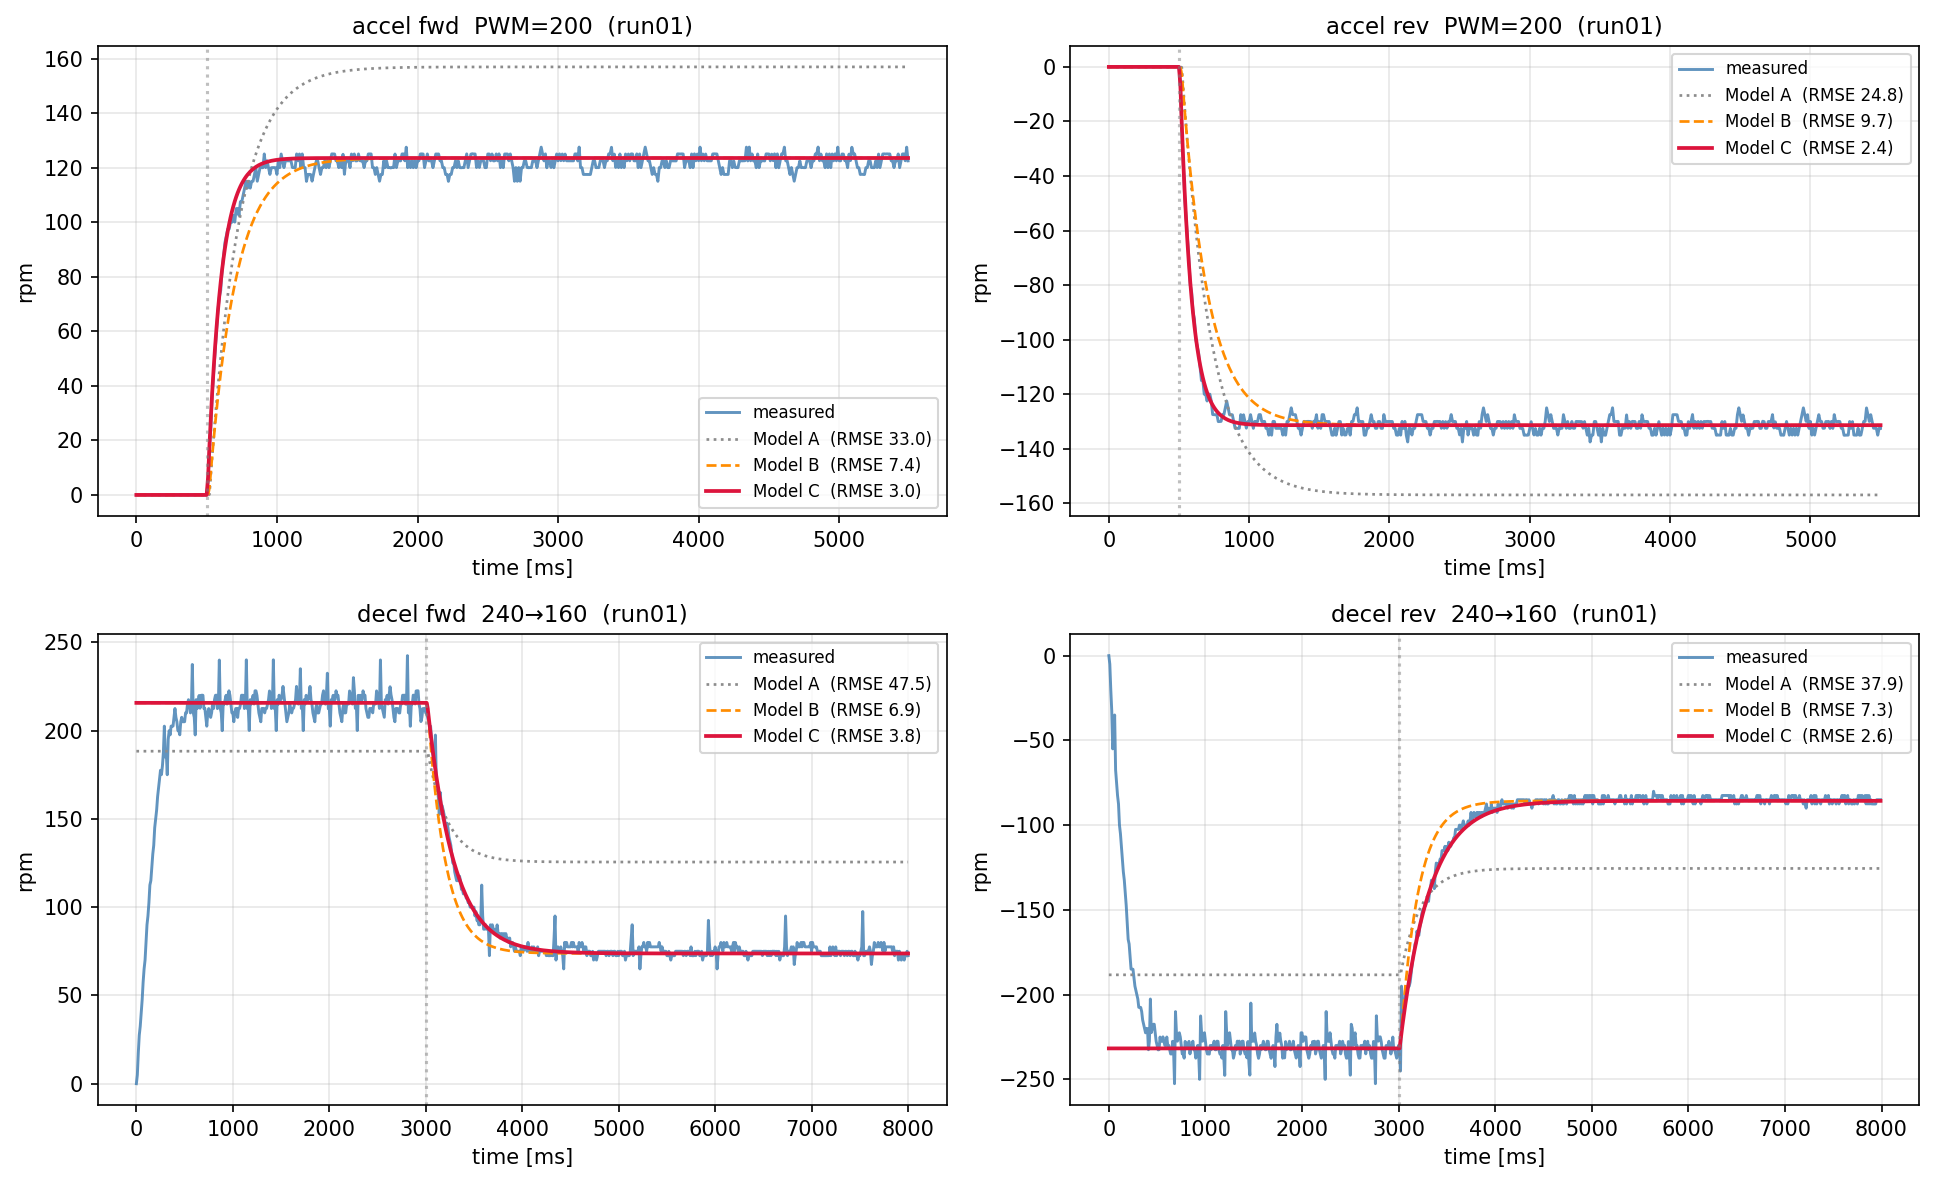 accel fwd  PWM=200  (run01)
160
140
120
100
80
60
40
20
0
rpm
0
1000
2000
3000
4000
5000
time [ms]
measured
Model A  (RMSE 33.0)
Model B  (RMSE 7.4)
Model C  (RMSE 3.0)
accel rev  PWM=200  (run01)
0
−20
−40
−60
−80
−100
−120
−140
−160
rpm
0
1000
2000
3000
4000
5000
time [ms]
measured
Model A  (RMSE 24.8)
Model B  (RMSE 9.7)
Model C  (RMSE 2.4)
decel fwd  240→160  (run01)
250
200
150
100
50
0
rpm
0
1000
2000
3000
4000
5000
6000
7000
8000
time [ms]
measured
Model A  (RMSE 47.5)
Model B  (RMSE 6.9)
Model C  (RMSE 3.8)
decel rev  240→160  (run01)
0
−50
−100
−150
−200
−250
rpm
0
1000
2000
3000
4000
5000
6000
7000
8000
time [ms]
measured
Model A  (RMSE 37.9)
Model B  (RMSE 7.3)
Model C  (RMSE 2.6)